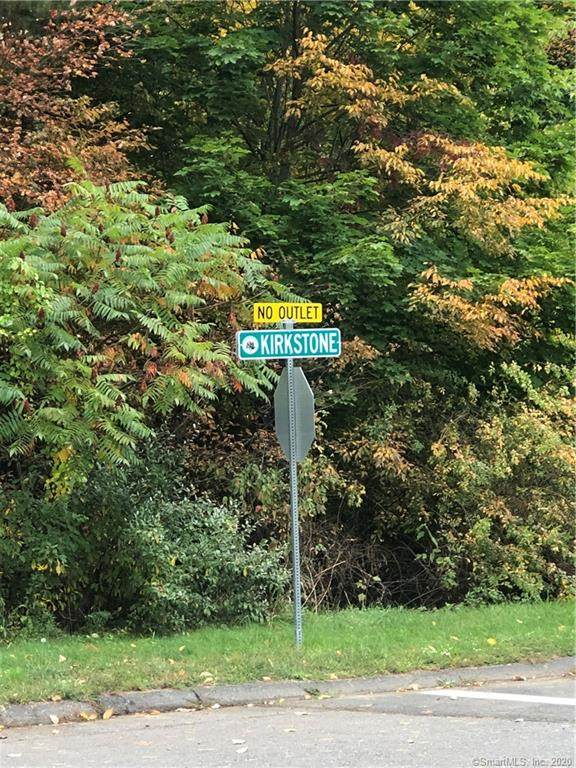 NO OUTLET
KIRKSTONE
©SmartMLS, Inc. 2020